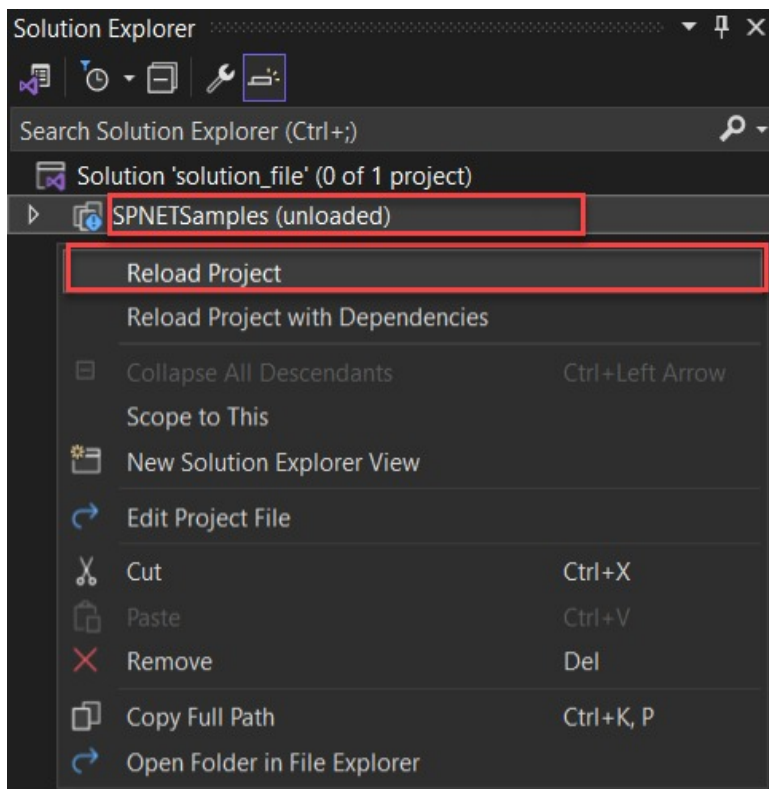 Solution Explorer
Search Solution Explorer (Ctrl+;)
Solution 'solution_file' (0 of 1 project)
SPNETSamples (unloaded)
Reload Project
Reload Project with Dependencies
Collapse All Descendants Ctrl+Left Arrow
Scope to This
New Solution Explorer View
Edit Project File
Cut Ctrl+X
Paste Ctrl+V
Remove Del
Copy Full Path Ctrl+K, P
Open Folder in File Explorer